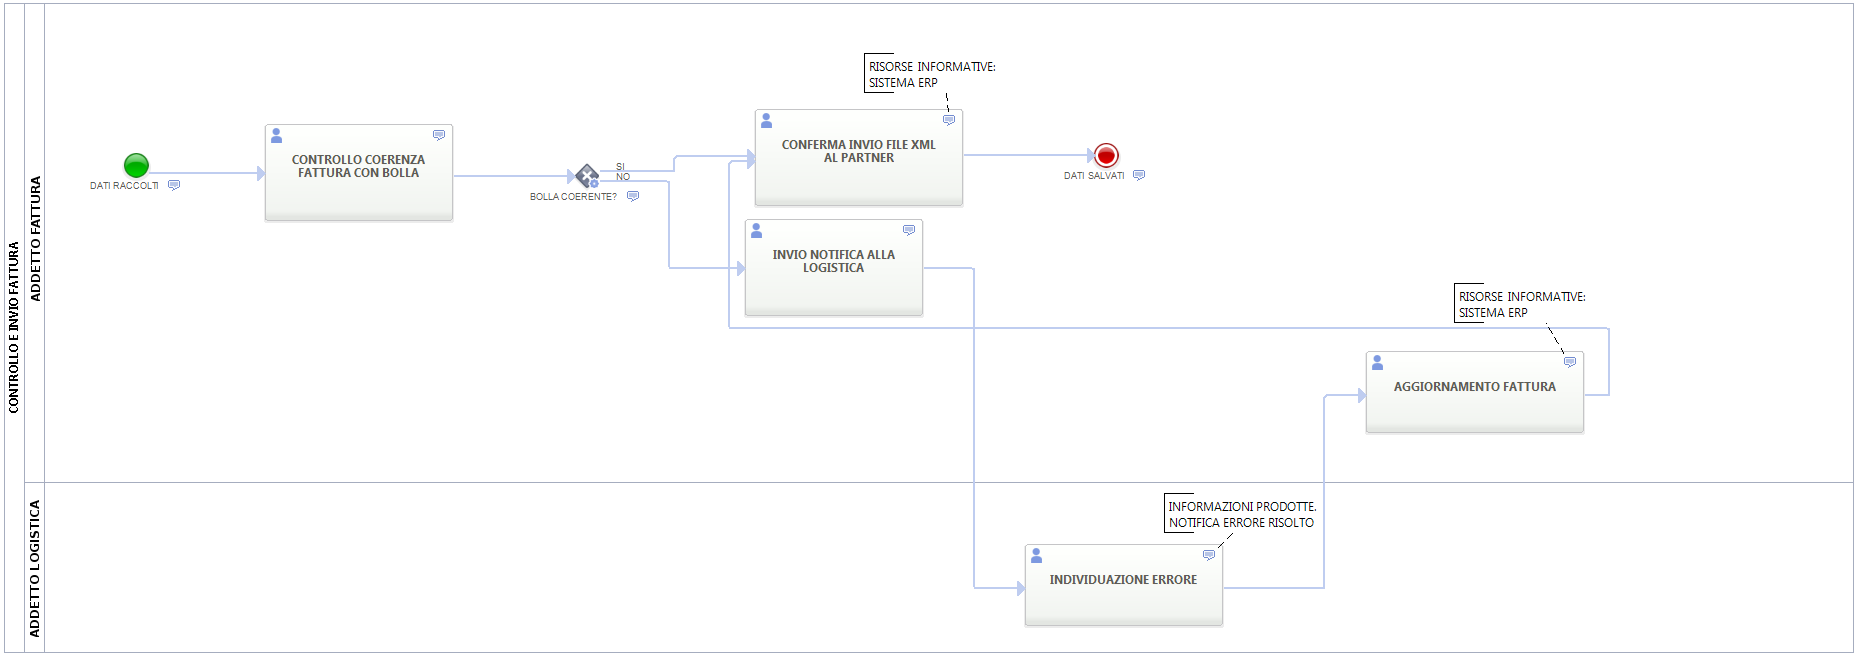 CONTROLLO E INVIO FATTURA
ADDETTO FATTURA
DATI RACCOLTI
CONTROLLO COERENZA
FATTURA CON BOLLA
BOLLA COERENTE?
SI
NO
RISORSE INFORMATIVE:
SISTEMA ERP
CONFERMA INVIO FILE XML
AL PARTNER
DATI SALVATI
INVIO NOTIFICA ALLA
LOGISTICA
RISORSE INFORMATIVE:
SISTEMA ERP
AGGIORNAMENTO FATTURA
ADDETTO LOGISTICA
INFORMAZIONI PRODOTTE.
NOTIFICA ERRORE RISOLTO
INDIVIDUAZIONE ERRORE